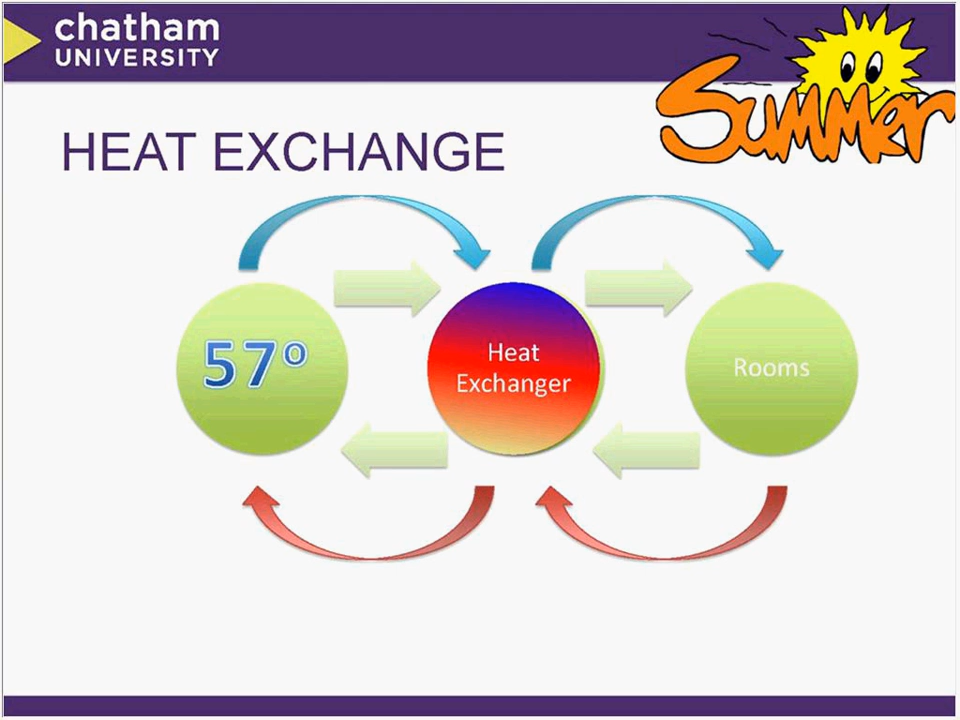 chatham
UNIVERSITY
Summer
HEAT EXCHANGE
57º
Heat
Exchanger
Rooms